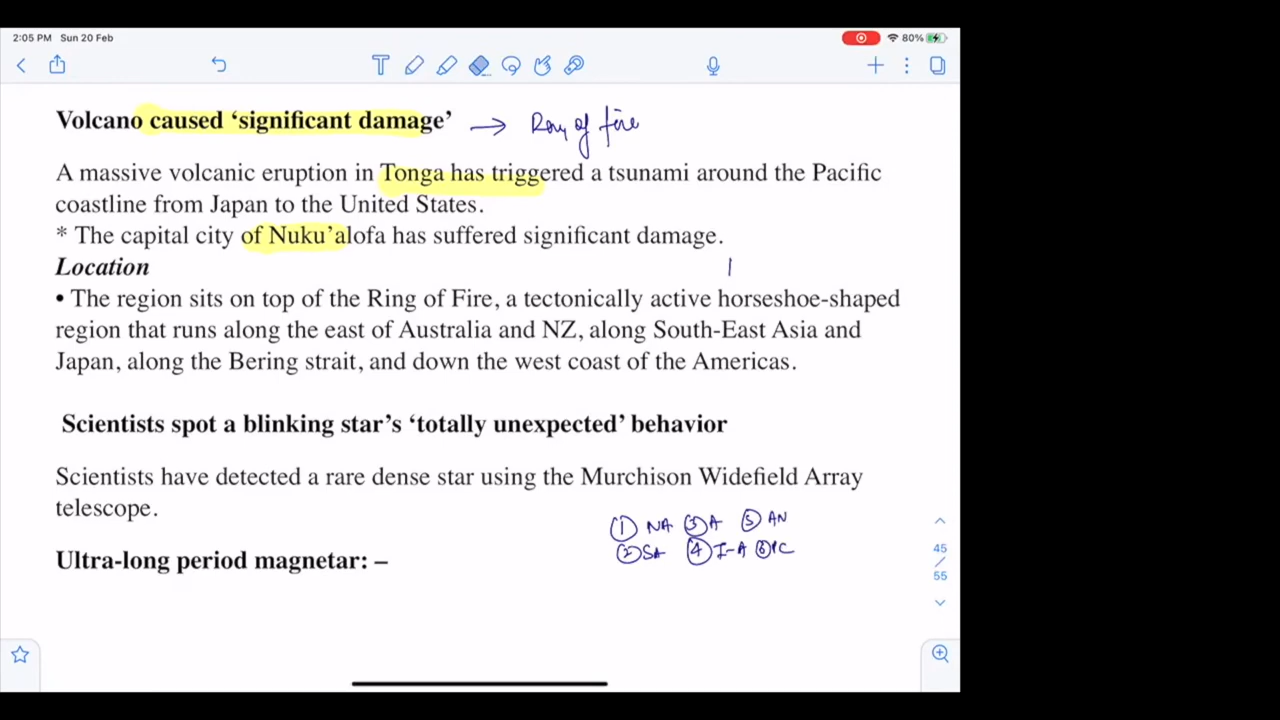 2:05 PM Sun 20 Feb
80%
Volcano caused ‘significant damage’ → Ring of fire
A massive volcanic eruption in Tonga has triggered a tsunami around the Pacific
coastline from Japan to the United States.
* The capital city of Nuku’alofa has suffered significant damage.
Location
• The region sits on top of the Ring of Fire, a tectonically active horseshoe-shaped
region that runs along the east of Australia and NZ, along South-East Asia and
Japan, along the Bering strait, and down the west coast of the Americas.
Scientists spot a blinking star’s ‘totally unexpected’ behavior
Scientists have detected a rare dense star using the Murchison Widefield Array
telescope.
① NA ③ A ⑤ AN
② SA ④ I-A ⑥ PC
Ultra-long period magnetar: –
45
/
55